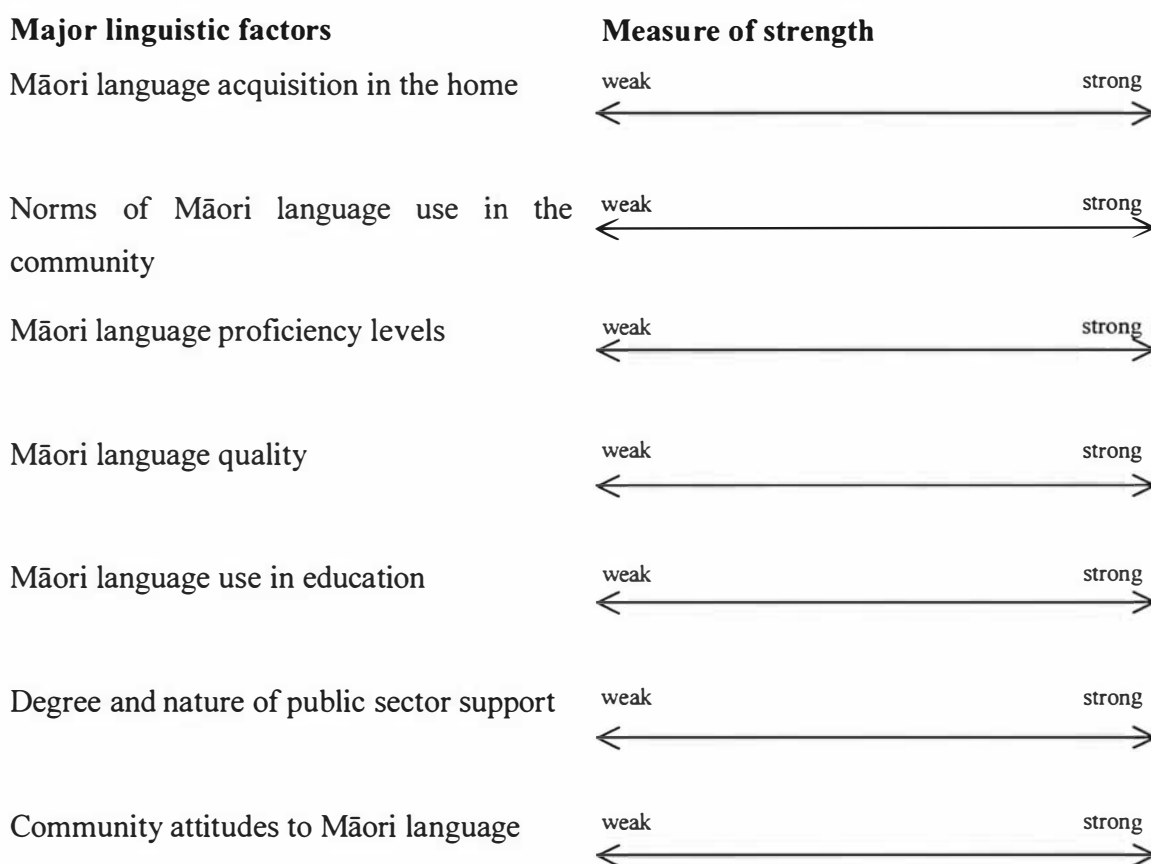 Major linguistic factors Measure of strength
Māori language acquisition in the home weak strong
Norms of Māori language use in the weak strong
community
Māori language proficiency levels weak strong
Māori language quality weak strong
Māori language use in education weak strong
Degree and nature of public sector support weak strong
Community attitudes to Māori language weak strong